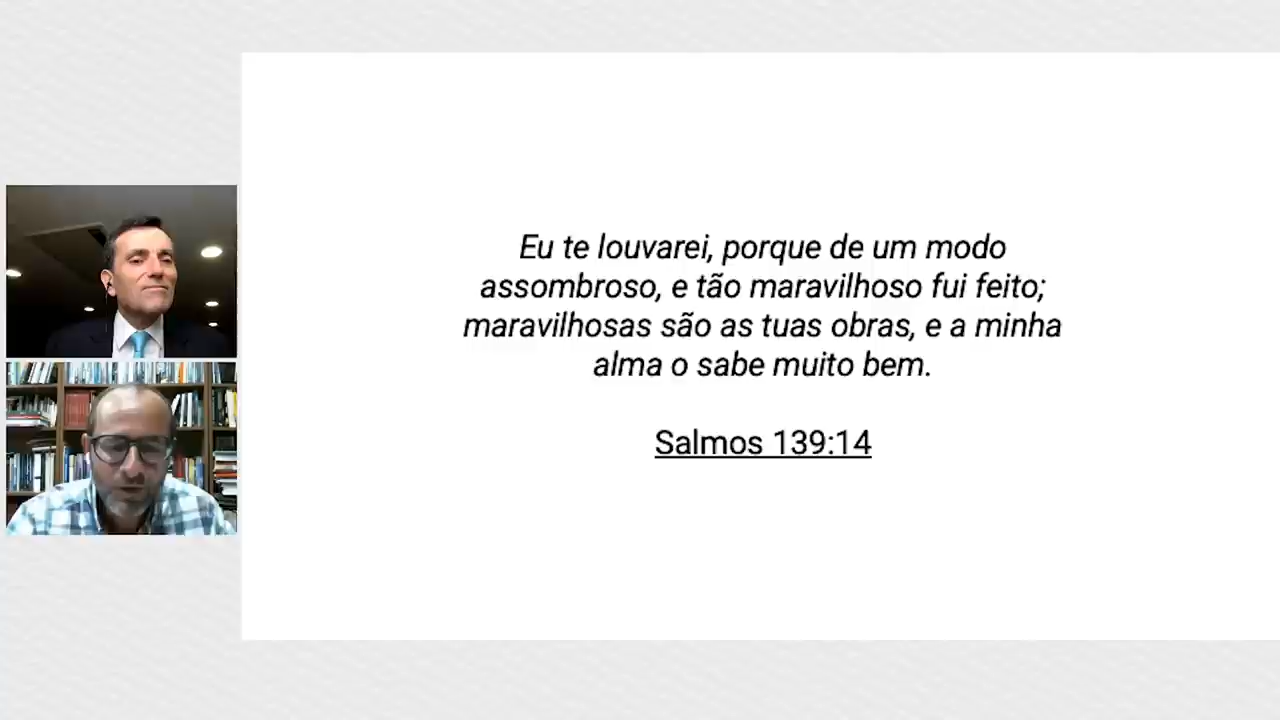 Eu te louvarei, porque de um modo
assombroso, e tão maravilhoso fui feito;
maravilhosas são as tuas obras, e a minha
alma o sabe muito bem.
Salmos 139:14